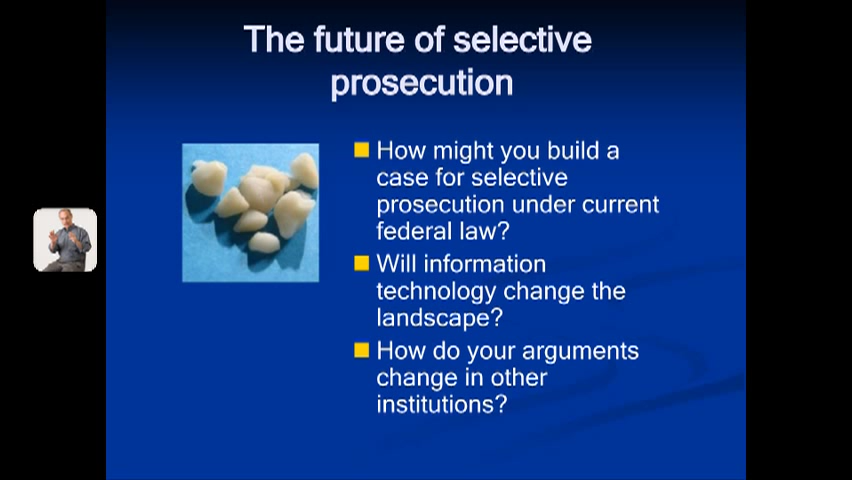 The future of selective
prosecution
How might you build a
case for selective
prosecution under current
federal law?
Will information
technology change the
landscape?
How do your arguments
change in other
institutions?